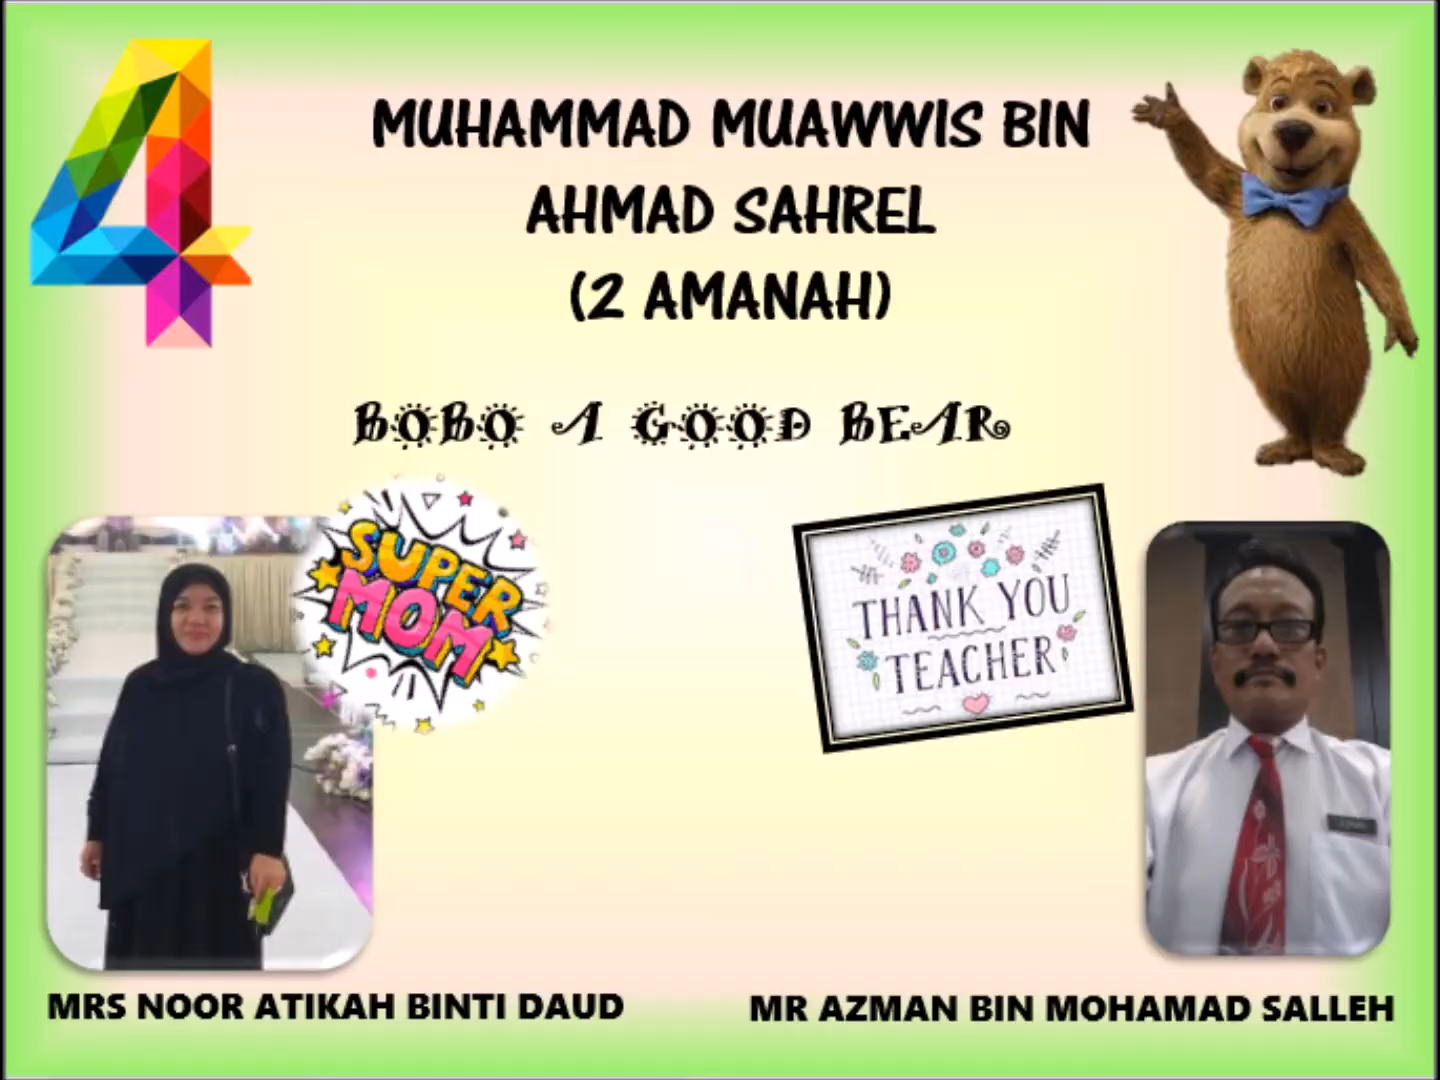 4
MUHAMMAD MUAWWIS BIN
AHMAD SAHREL
(2 AMANAH)
BOBO A GOOD BEAR
SUPER
MOM
THANK YOU
TEACHER
MRS NOOR ATIKAH BINTI DAUD
MR AZMAN BIN MOHAMAD SALLEH